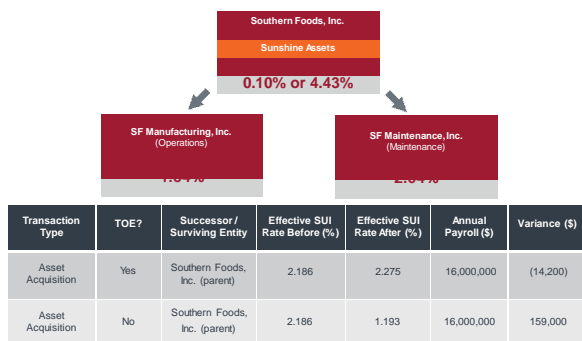 Southern Foods, Inc.
Sunshine Assets
0.10% or 4.43%
SF Manufacturing, Inc.
(Operations)
SF Maintenance, Inc.
(Maintenance)
Transaction Type TOE? Successor / Surviving Entity Effective SUI Rate Before (%) Effective SUI Rate After (%) Annual Payroll ($) Variance ($)
Asset Acquisition Yes Southern Foods, Inc. (parent) 2.186 2.275 16,000,000 (14,200)
Asset Acquisition No Southern Foods, Inc. (parent) 2.186 1.193 16,000,000 159,000